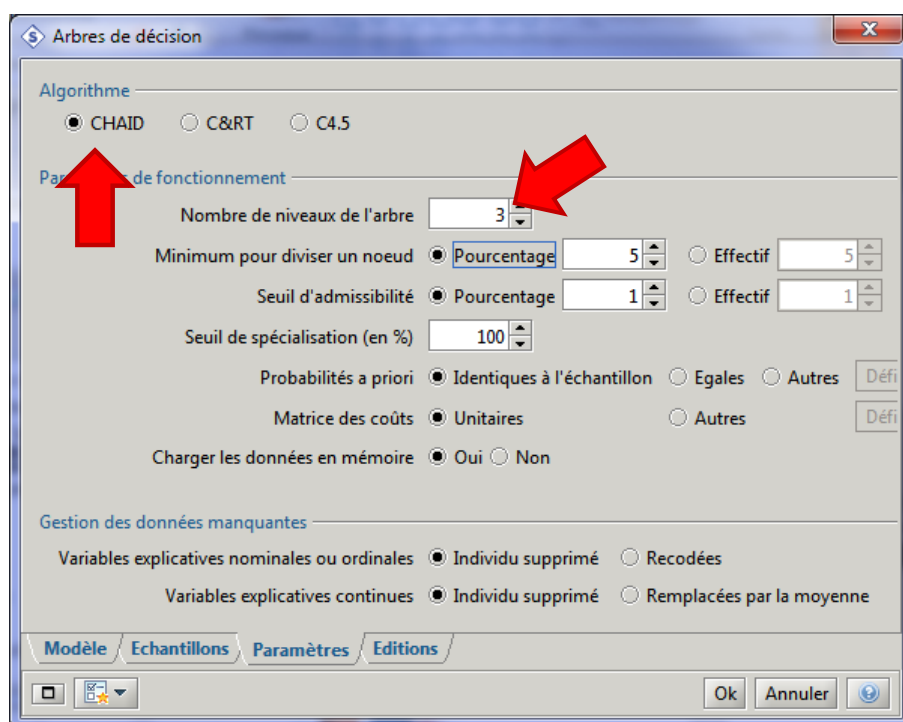 Arbres de décision
Algorithme
CHAID C&RT C4.5
de fonctionnement
Nombre de niveaux de l'arbre 3
Minimum pour diviser un noeud Pourcentage 5 Effectif 5
Seuil d'admissibilité Pourcentage 1 Effectif 1
Seuil de spécialisation (en %) 100
Probabilités a priori Identiques à l'échantillon Egales Autres Défi
Matrice des coûts Unitaires Autres Défi
Charger les données en mémoire Oui Non
Gestion des données manquantes
Variables explicatives nominales ou ordinales Individu supprimé Recodées
Variables explicatives continues Individu supprimé Remplacées par la moyenne
Modèle Echantillons Paramètres Editions
Ok Annuler